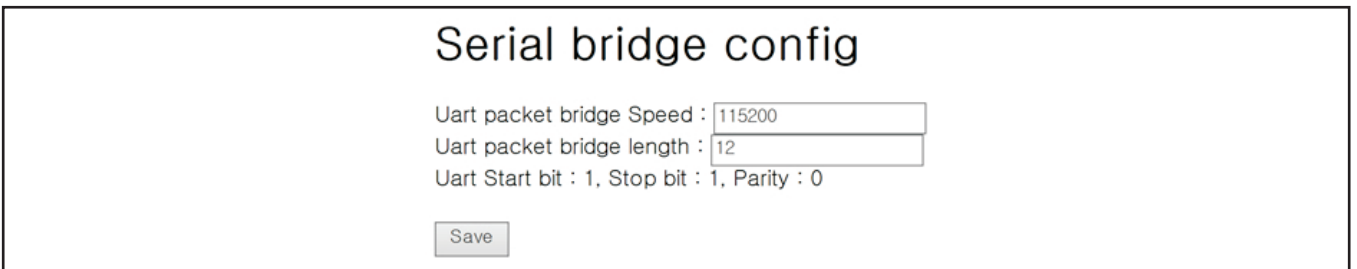 Serial bridge config
Uart packet bridge Speed : 115200
Uart packet bridge length : 12
Uart Start bit : 1, Stop bit : 1, Parity : 0
Save